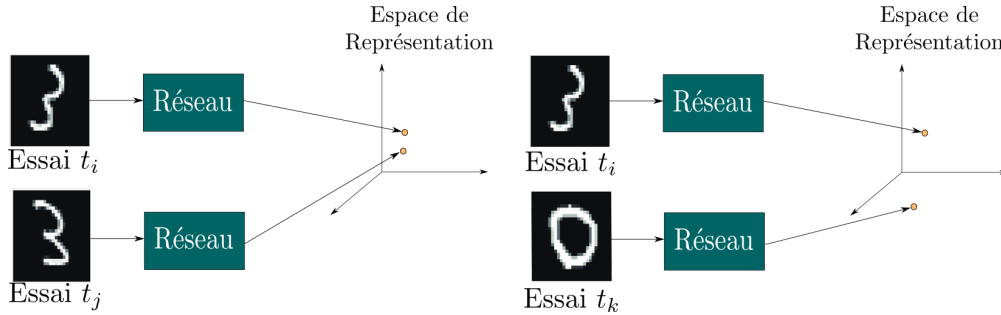 Espace de
Représentation
Réseau
Essai t_i
Réseau
Essai t_j
Espace de
Représentation
Réseau
Essai t_i
Réseau
Essai t_k